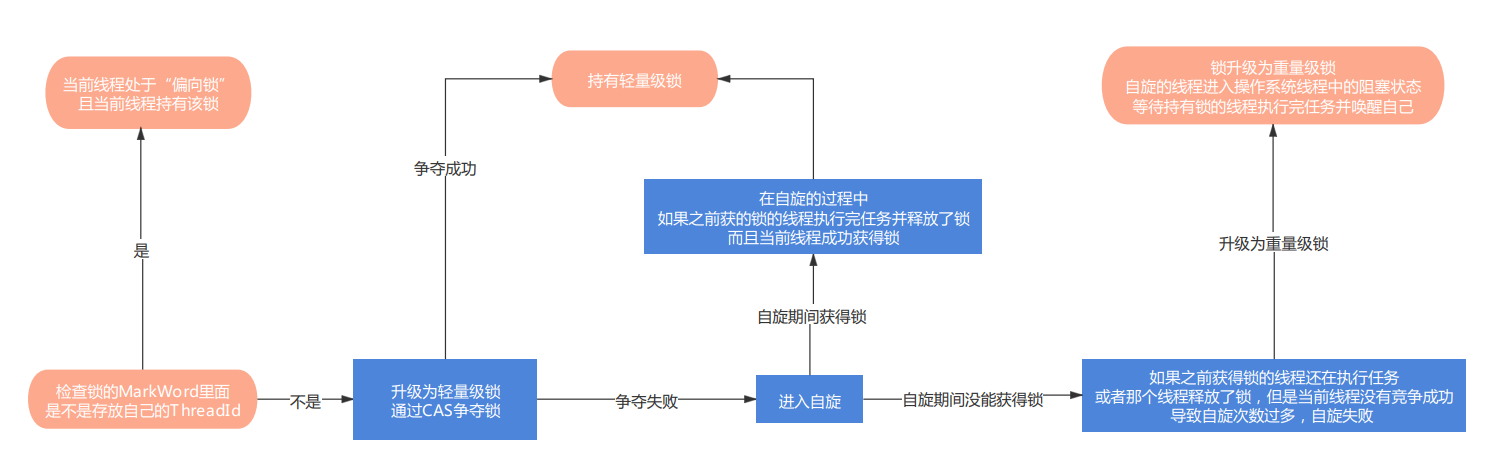 当前线程处于“偏向锁”
且当前线程持有该锁
持有轻量级锁
锁升级为重量级锁
自旋的线程进入操作系统线程中的阻塞状态
等待持有锁的线程执行完任务并唤醒自己
争夺成功
在自旋的过程中
如果之前获的锁的线程执行完任务并释放了锁
而且当前线程成功获得锁
是
升级为重量级锁
自旋期间获得锁
检查锁的MarkWord里面
是不是存放自己的ThreadId
不是
升级为轻量级锁
通过CAS争夺锁
争夺失败
进入自旋
自旋期间没能获得锁
如果之前获得锁的线程还在执行任务
或者那个线程释放了锁，但是当前线程没有竞争成功
导致自旋次数过多，自旋失败